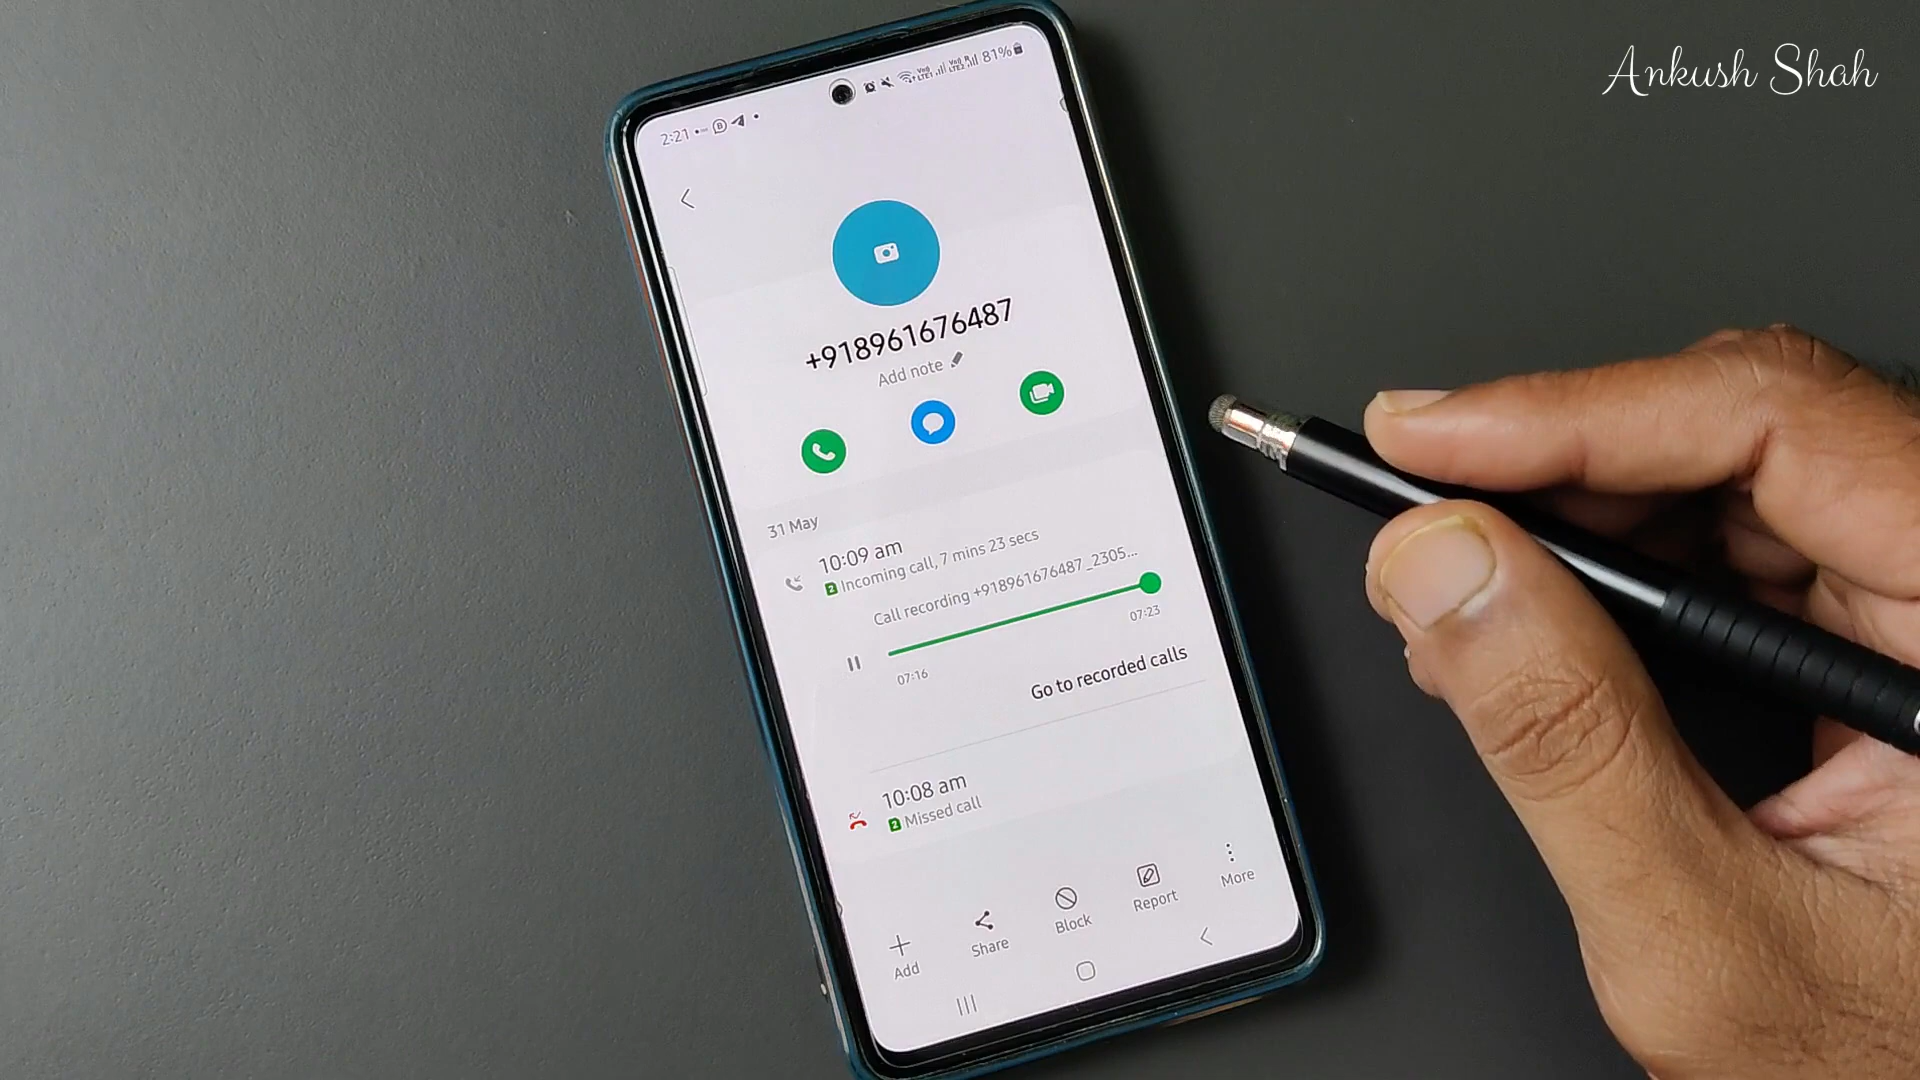 Ankush Shah
2:21
81%
+918961676487
Add note
31 May
10:09 am
2 Incoming call, 7 mins 23 secs
Call recording +918961676487_2305...
07:16
07:23
Go to recorded calls
10:08 am
2 Missed call
Add
Share
Block
Report
More